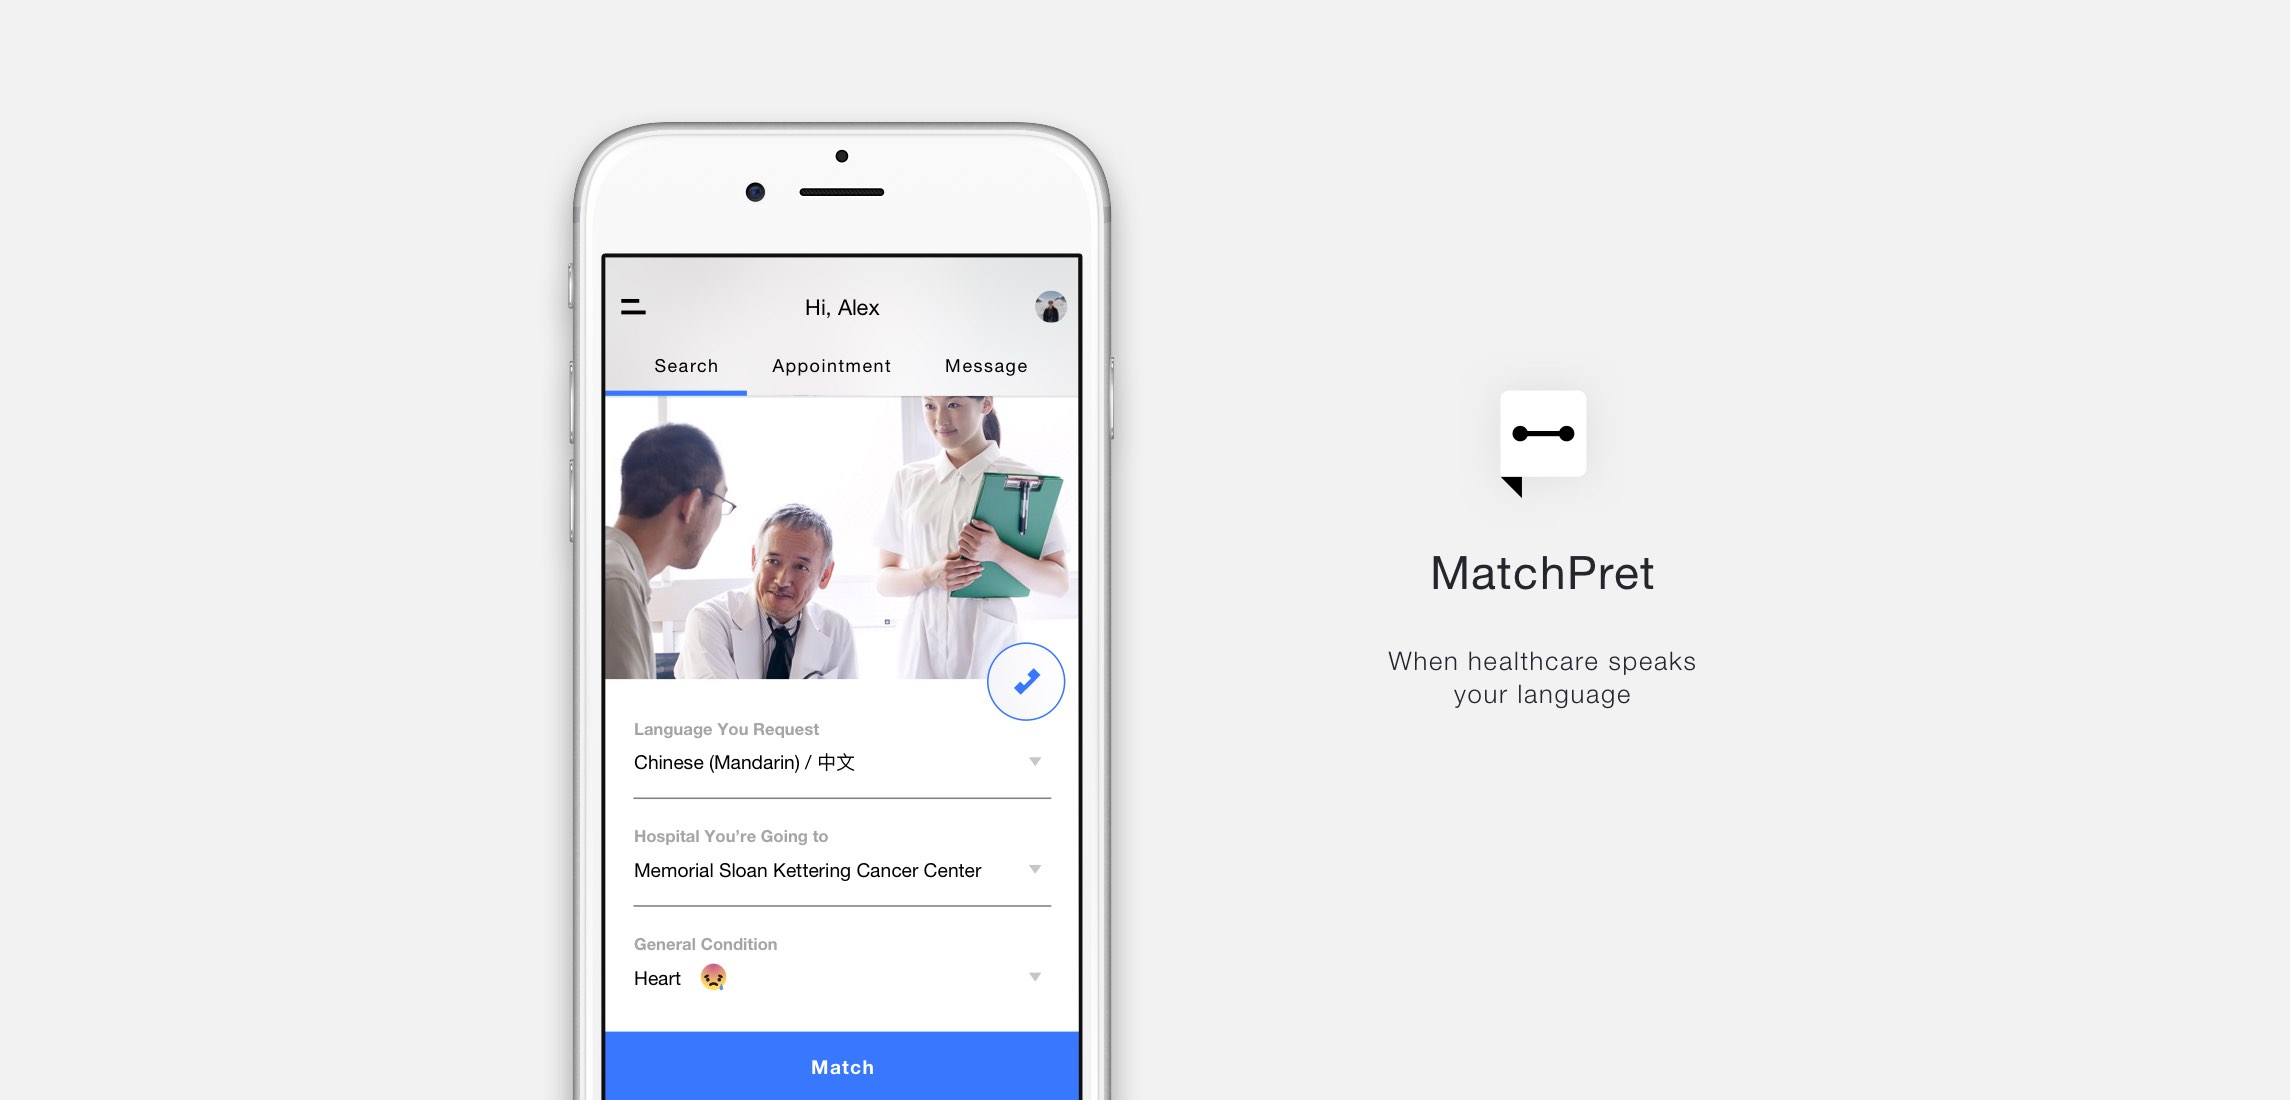 Hi, Alex
Search
Appointment
Message
Language You Request
Chinese (Mandarin) / 中文
Hospital You’re Going to
Memorial Sloan Kettering Cancer Center
General Condition
Heart 😡
Match
MatchPret
When healthcare speaks
your language